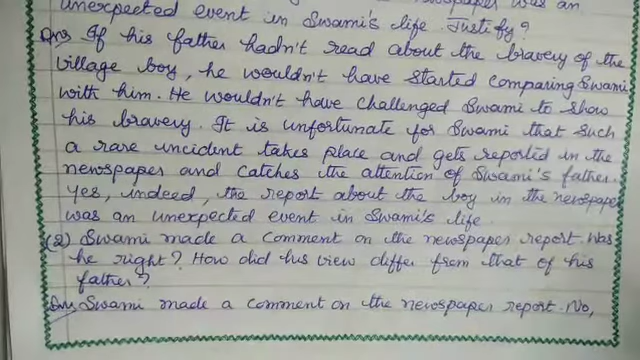 unexpected event in Swami's life. Justify?
Ans If his father hadn't read about the bravery of the
village boy, he wouldn't have started comparing Swami
with him. He wouldn't have challenged Swami to show
his bravery. It is unfortunate for Swami that such
a rare incident takes place and gets reported in the
newspaper and catches the attention of Swami's father.
Yes, indeed, the report about the boy in the newspaper
was an unexpected event in Swami's life.
(2) Swami made a comment on the newspaper report. Was
he right? How did his view differ from that of his
father?
Ans Swami made a comment on the newspaper report. No,